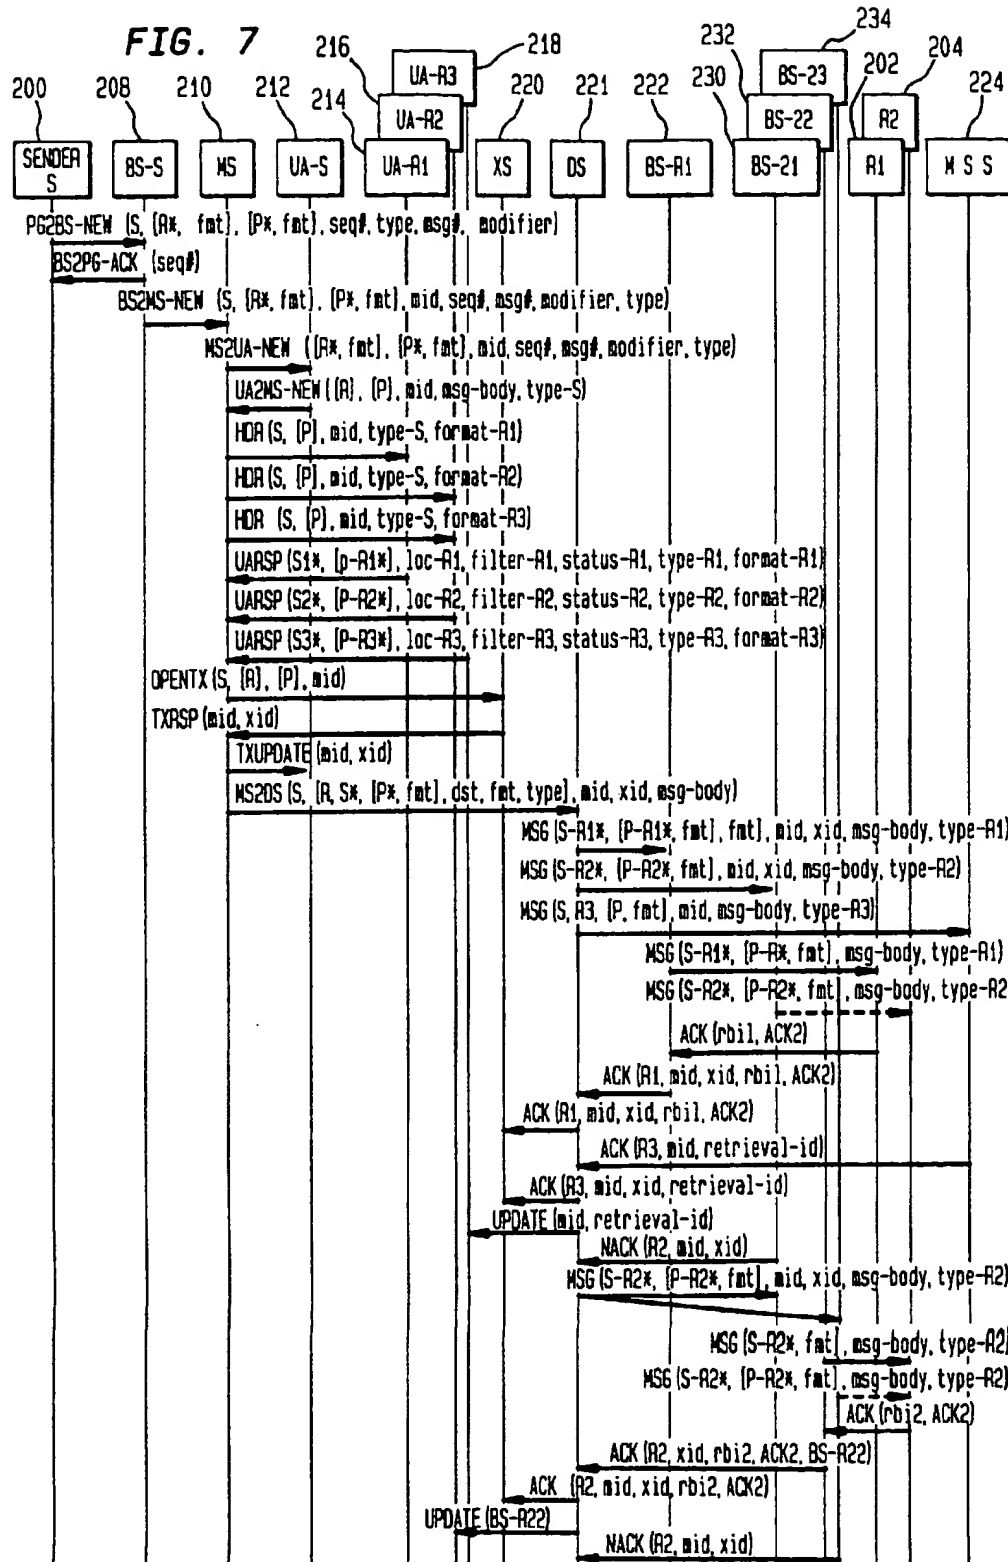 FIG. 7
200
208
210
212
214
216
218
220
221
222
230
232
234
202
204
224
UA-R3
BS-23
UA-R2
BS-22
R2
SENDER S
BS-S
MS
UA-S
UA-R1
XS
DS
BS-R1
BS-21
R1
M S S
PG2BS-NEW (S, [R*, fmt], [P*, fmt], seq#, type, msg#, modifier)
BS2PG-ACK (seq#)
BS2MS-NEW (S, [R*, fmt], [P*, fmt], mid, seq#, msg#, modifier, type)
MS2UA-NEW ([R*, fmt], [P*, fmt], mid, seq#, msg#, modifier, type)
UA2MS-NEW ([R], [P], mid, msg-body, type-S)
HDR (S, [P], mid, type-S, format-R1)
HDR (S, [P], mid, type-S, format-R2)
HDR (S, [P], mid, type-S, format-R3)
UARSP (S1*, [p-R1*], loc-R1, filter-R1, status-R1, type-R1, format-R1)
UARSP (S2*, [P-R2*], loc-R2, filter-R2, status-R2, type-R2, format-R2)
UARSP (S3*, [P-R3*], loc-R3, filter-R3, status-R3, type-R3, format-R3)
OPENTX (S, [R], [P], mid)
TXRSP (mid, xid)
TXUPDATE (mid, xid)
MS2DS (S, [R, S*, [P*, fmt], dst, fmt, type], mid, xid, msg-body)
MSG (S-R1*, [P-R1*, fmt], fmt], mid, xid, msg-body, type-R1)
MSG (S-R2*, [P-R2*, fmt], mid, xid, msg-body, type-R2)
MSG (S, R3, [P, fmt], mid, msg-body, type-R3)
MSG (S-R1*, [P-R*, fmt], msg-body, type-R1)
MSG (S-R2*, [P-R2*, fmt], msg-body, type-R2
ACK (rbi1, ACK2)
ACK (R1, mid, xid, rbi1, ACK2)
ACK (R1, mid, xid, rbi1, ACK2)
ACK (R3, mid, retrieval-id)
ACK (R3, mid, xid, retrieval-id)
UPDATE (mid, retrieval-id)
NACK (R2, mid, xid)
MSG (S-R2*, [P-R2*, fmt], mid, xid, msg-body, type-R2)
MSG (S-R2*, fmt], msg-body, type-R2)
MSG (S-R2*, [P-R2*, fmt], msg-body, type-R2)
ACK (rbi2, ACK2)
ACK (R2, xid, rbi2, ACK2, BS-R22)
ACK (R2, mid, xid, rbi2, ACK2)
UPDATE (BS-R22)
NACK (R2, mid, xid)